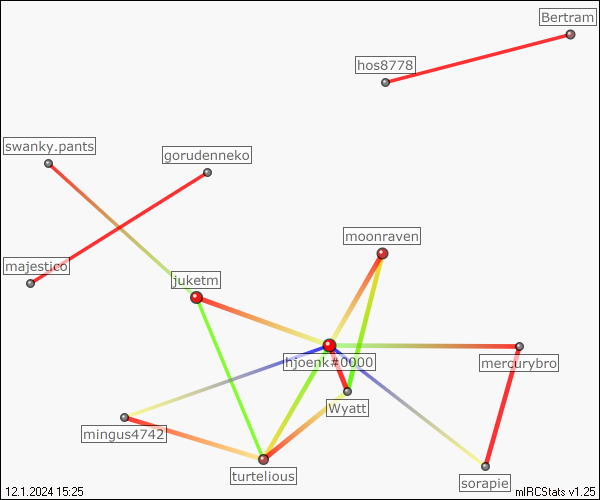 Bertram
hos8778
swanky.pants
gorudenneko
moonraven
majestico
juketm
hjoenk#0000
mercurybro
Wyatt
mingus4742
turtelious
sorapie
12.1.2024 15:25
mIRCStats v1.25